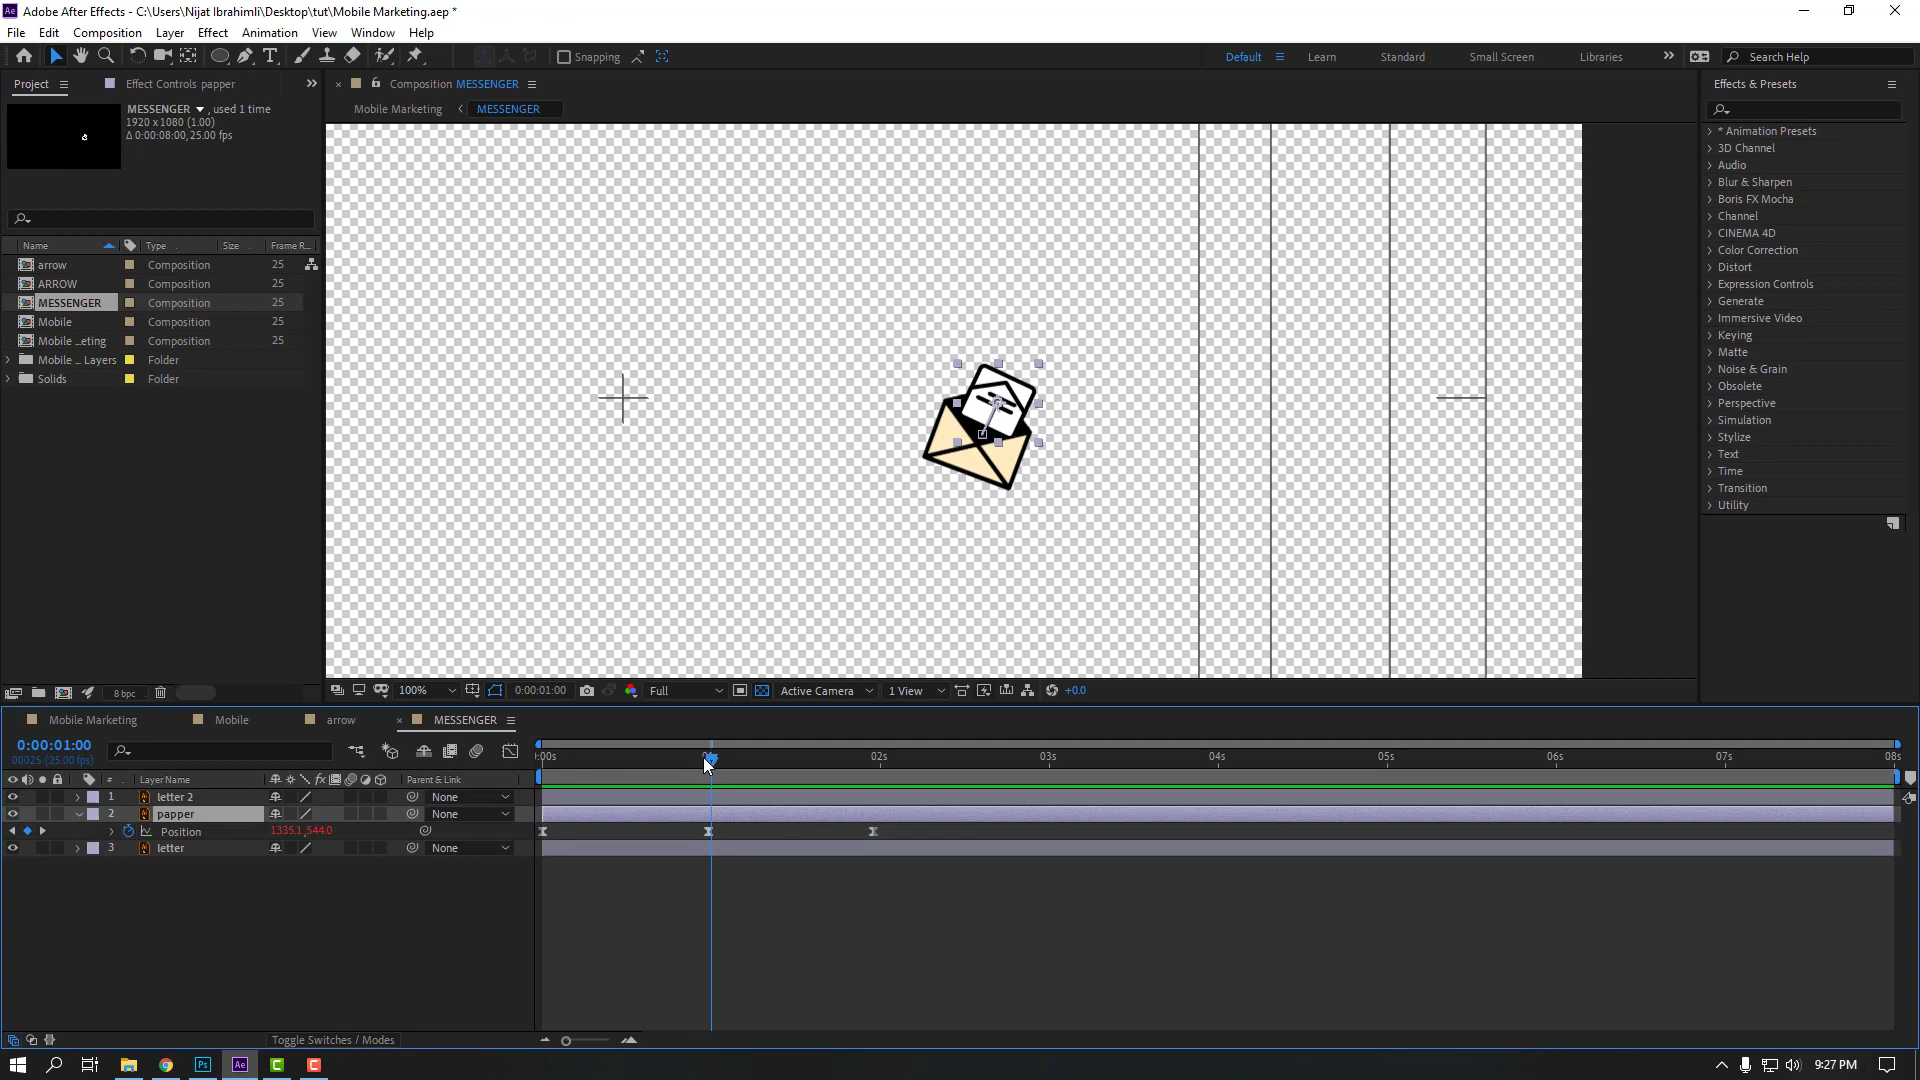 Adobe After Effects - C:\Users\Nijat Ibrahimli\Desktop\tut\Mobile Marketing.aep *
File Edit Composition Layer Effect Animation View Window Help
Snapping
Default Learn Standard Small Screen Libraries Search Help
Project Effect Controls papper
Composition MESSENGER
Effects & Presets
MESSENGER , used 1 time
1920 x 1080 (1.00)
Δ 0:00:08:00, 25.00 fps
Mobile Marketing MESSENGER
Name Type Size Frame R...
arrow Composition 25
ARROW Composition 25
MESSENGER Composition 25
Mobile Composition 25
Mobile ...eting Composition 25
Mobile ... Layers Folder
Solids Folder
* Animation Presets
3D Channel
Audio
Blur & Sharpen
Boris FX Mocha
Channel
CINEMA 4D
Color Correction
Distort
Expression Controls
Generate
Immersive Video
Keying
Matte
Noise & Grain
Obsolete
Perspective
Simulation
Stylize
Text
Time
Transition
Utility
8 bpc
100% 0:00:01:00 Full Active Camera 1 View +0.0
Mobile Marketing Mobile arrow MESSENGER
0:00:01:00
00025 (25.00 fps)
:00s 02s 03s 04s 05s 06s 07s 08s
# Layer Name Parent & Link
1 letter 2 None
2 papper None
Position 1335.1,544.0
3 letter None
Toggle Switches / Modes
Ps Ae C C 9:27 PM